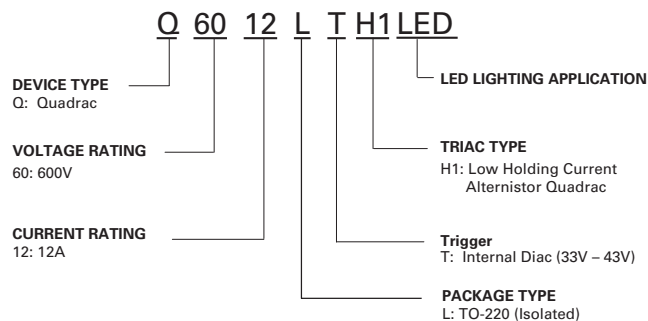 Q 60 12 L T H1 LED
DEVICE TYPE
Q: Quadrac
VOLTAGE RATING
60: 600V
CURRENT RATING
12: 12A
LED LIGHTING APPLICATION
TRIAC TYPE
H1: Low Holding Current
Alternistor Quadrac
Trigger
T: Internal Diac (33V – 43V)
PACKAGE TYPE
L: TO-220 (Isolated)